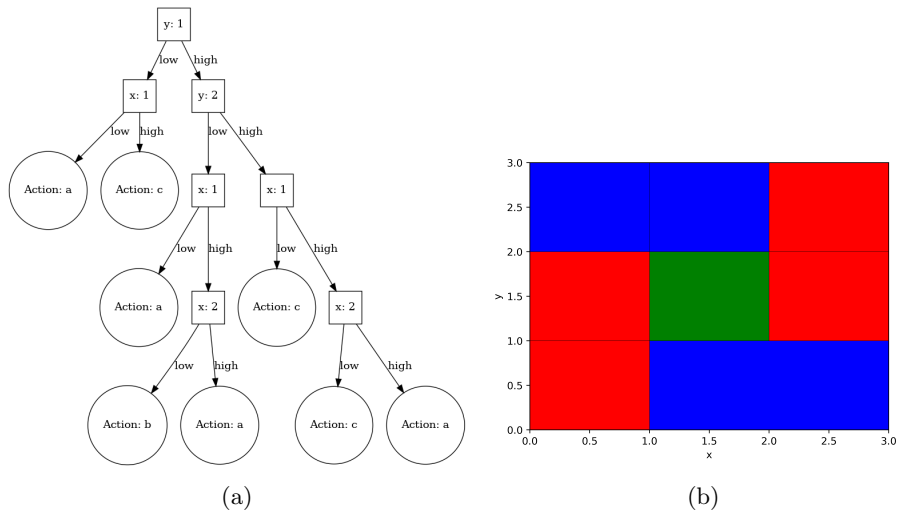 y: 1
low high
x: 1 y: 2
low high low high
Action: a Action: c x: 1 x: 1
low high low high
Action: a x: 2 Action: c x: 2
low high low high
Action: b Action: a Action: c Action: a
(a)
3.0
2.5
2.0
1.5
1.0
0.5
0.0
y
0.0 0.5 1.0 1.5 2.0 2.5 3.0
x
(b)